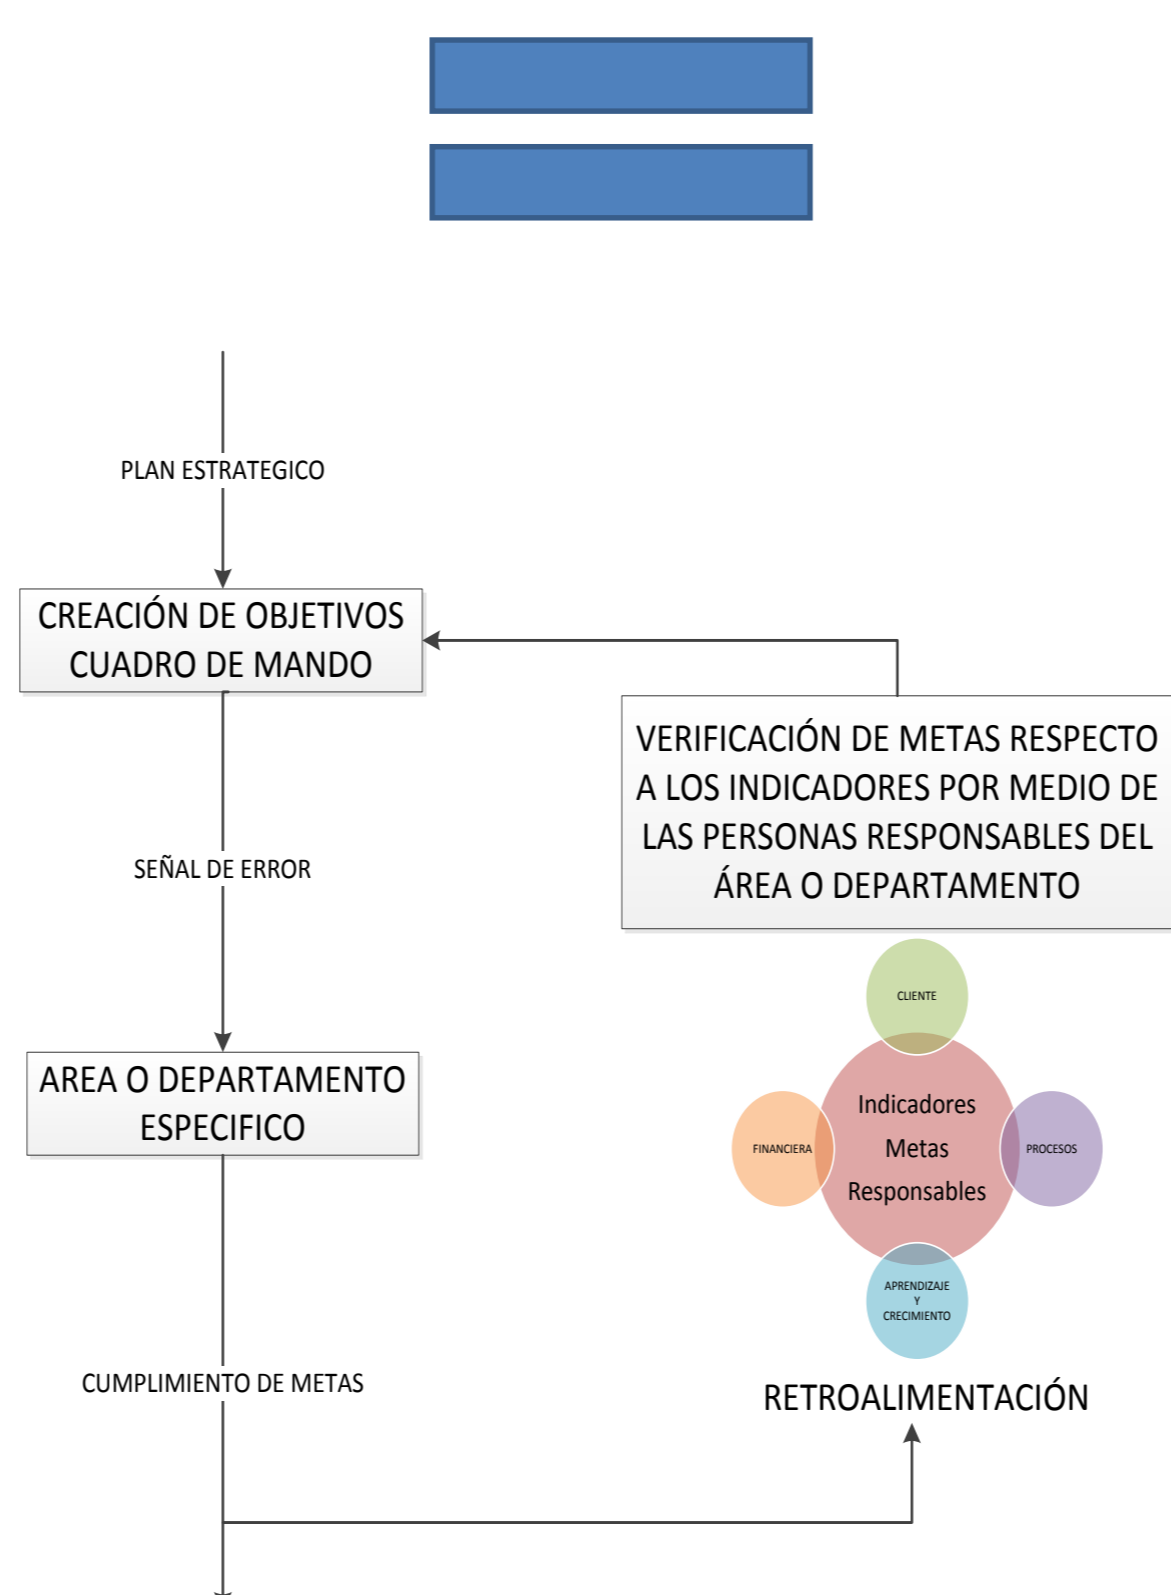 PLAN ESTRATEGICO
CREACIÓN DE OBJETIVOS
CUADRO DE MANDO
VERIFICACIÓN DE METAS RESPECTO
A LOS INDICADORES POR MEDIO DE
LAS PERSONAS RESPONSABLES DEL
ÁREA O DEPARTAMENTO
SEÑAL DE ERROR
CLIENTE
AREA O DEPARTAMENTO
ESPECIFICO
Indicadores
Metas
Responsables
FINANCIERA
PROCESOS
APRENDIZAJE
Y
CRECIMIENTO
CUMPLIMIENTO DE METAS
RETROALIMENTACIÓN